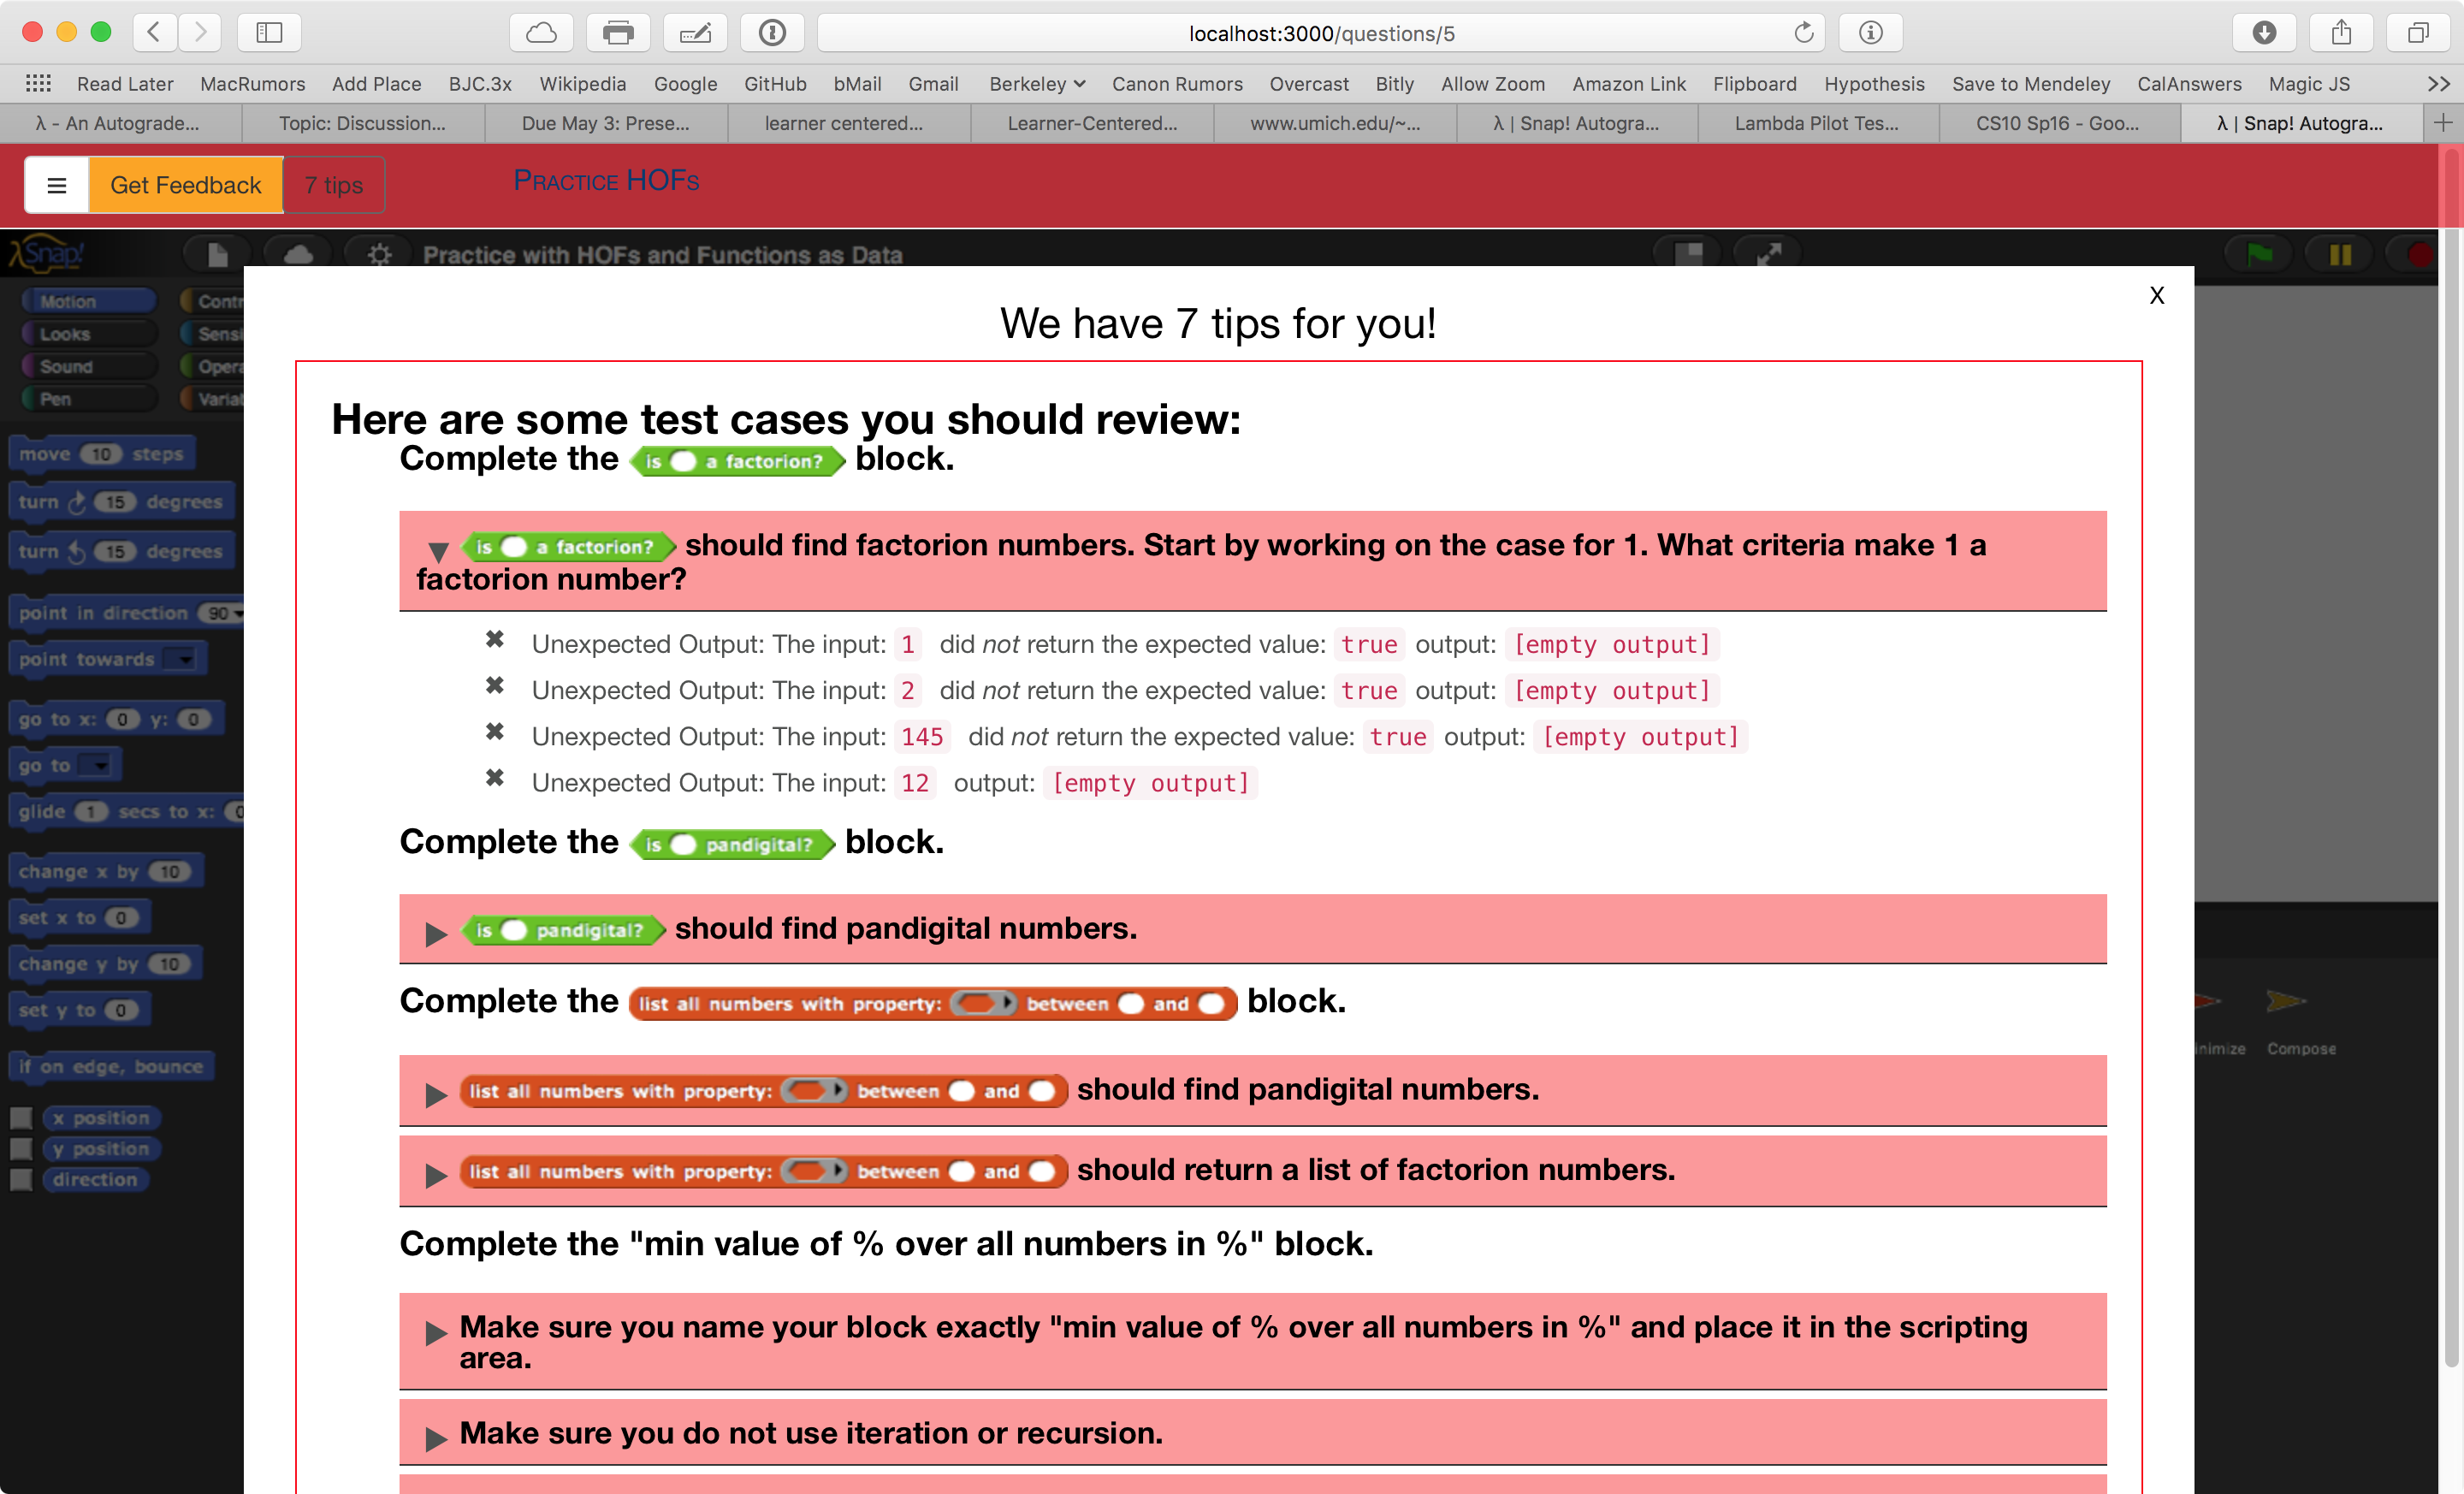 localhost:3000/questions/5
Read Later MacRumors Add Place BJC.3x Wikipedia Google GitHub bMail Gmail Berkeley Canon Rumors Overcast Bitly Allow Zoom Amazon Link Flipboard Hypothesis Save to Mendeley CalAnswers Magic JS >>
λ - An Autograde... Topic: Discussion... Due May 3: Prese... learner centered... Learner-Centered... www.umich.edu/~... λ | Snap! Autogra... Lambda Pilot Tes... CS10 Sp16 - Goo... λ | Snap! Autogra... +
Get Feedback 7 tips Practice HOFs
Snap! Practice with HOFs and Functions as Data
X
We have 7 tips for you!
Motion Contr
Looks Sensi
Sound Opera
Pen Varial
move 10 steps
turn 15 degrees
turn 15 degrees
point in direction 90
point towards
go to x: 0 y: 0
go to
glide 1 secs to x: 0
change x by 10
set x to 0
change y by 10
set y to 0
if on edge, bounce
x position
y position
direction
Here are some test cases you should review:
Complete the is a factorion? block.
is a factorion? should find factorion numbers. Start by working on the case for 1. What criteria make 1 a
factorion number?
✖ Unexpected Output: The input: 1 did not return the expected value: true output: [empty output]
✖ Unexpected Output: The input: 2 did not return the expected value: true output: [empty output]
✖ Unexpected Output: The input: 145 did not return the expected value: true output: [empty output]
✖ Unexpected Output: The input: 12 output: [empty output]
Complete the is pandigital? block.
is pandigital? should find pandigital numbers.
Complete the list all numbers with property: between and block.
list all numbers with property: between and should find pandigital numbers.
list all numbers with property: between and should return a list of factorion numbers.
Complete the "min value of % over all numbers in %" block.
Make sure you name your block exactly "min value of % over all numbers in %" and place it in the scripting
area.
Make sure you do not use iteration or recursion.
nimize Compose